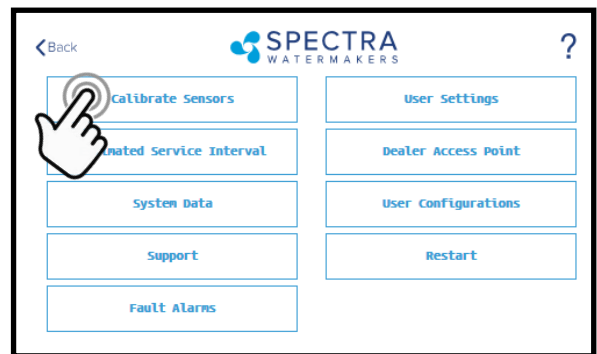 Back
SPECTRA
WATERMAKERS
?
Calibrate Sensors
User Settings
mated Service Interval
Dealer Access Point
System Data
User Configurations
Support
Restart
Fault Alarms